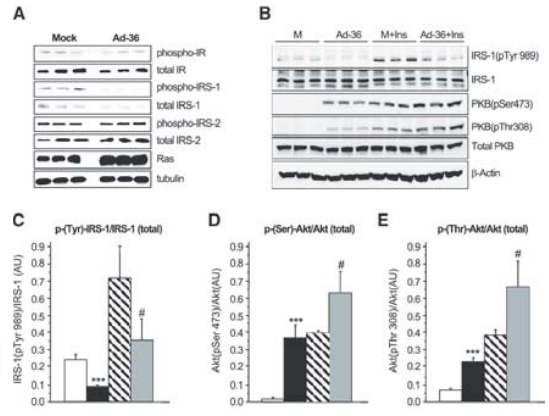 A
Mock Ad-36
phospho-IR
total IR
phospho-IRS-1
total IRS-1
phospho-IRS-2
total IRS-2
Ras
tubulin
B
M Ad-36 M+Ins Ad-36+Ins
IRS-1(pTyr 989)
IRS-1
PKB(pSer473)
PKB(pThr308)
Total PKB
β-Actin
C
p-(Tyr)-IRS-1/IRS-1 (total)
IRS-1(pTyr 989)/IRS-1 (AU)
0.9
0.8
0.7
0.6
0.5
0.4
0.3
0.2
0.1
0.0
***
#
D
p-(Ser)-Akt/Akt (total)
Akt(pSer 473)/Akt(AU)
0.9
0.8
0.7
0.6
0.5
0.4
0.3
0.2
0.1
0.0
***
#
E
p-(Thr)-Akt/Akt (total)
Akt(pThr 308)/Akt(AU)
0.9
0.8
0.7
0.6
0.5
0.4
0.3
0.2
0.1
0.0
***
#